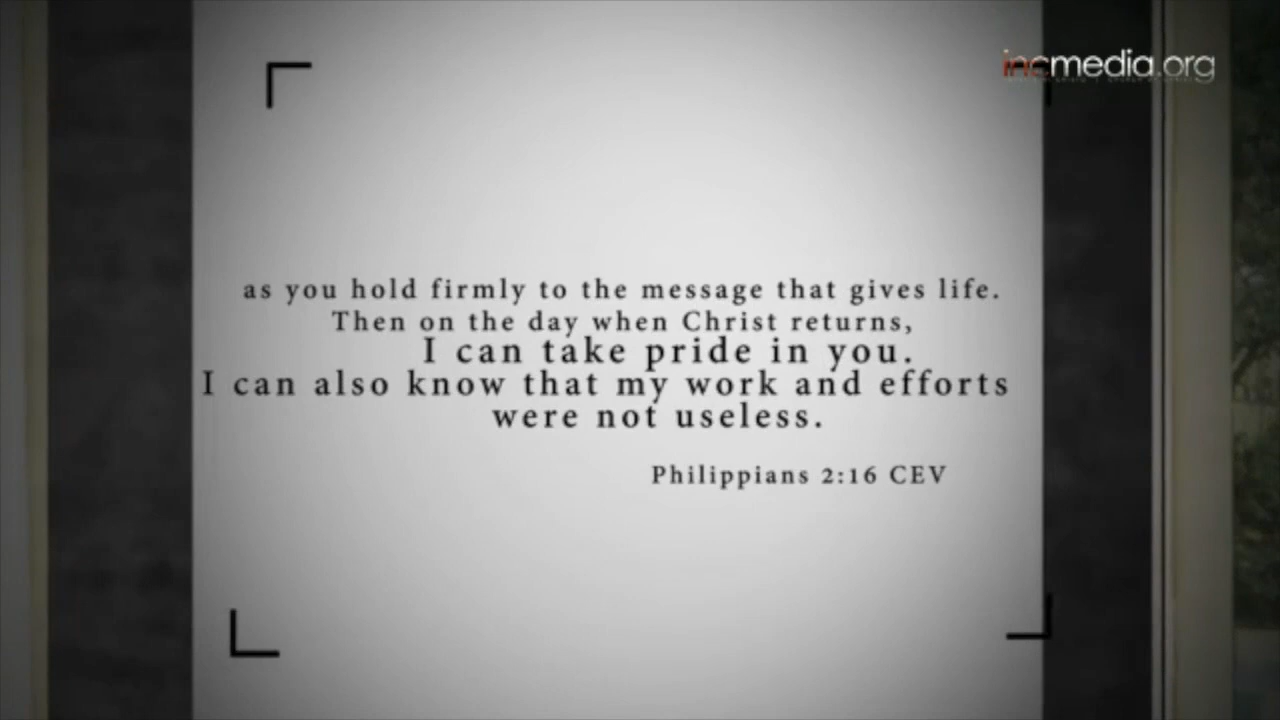 incmedia.org
as you hold firmly to the message that gives life.
Then on the day when Christ returns,
I can take pride in you.
I can also know that my work and efforts
were not useless.
Philippians 2:16 CEV